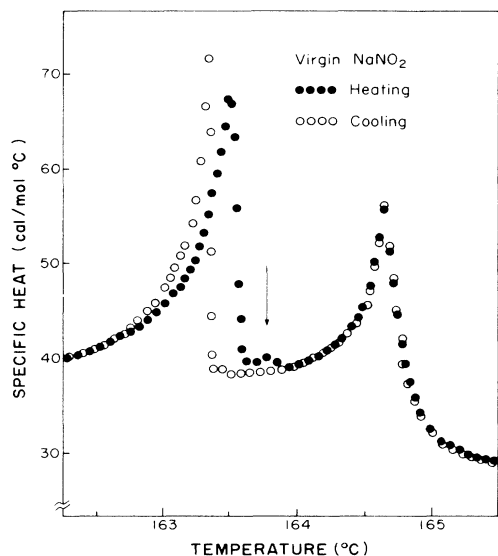 Virgin NaNO₂
●●●● Heating
○○○○ Cooling
70
60
50
40
30
SPECIFIC HEAT (cal/mol °C)
163
164
165
TEMPERATURE (°C)